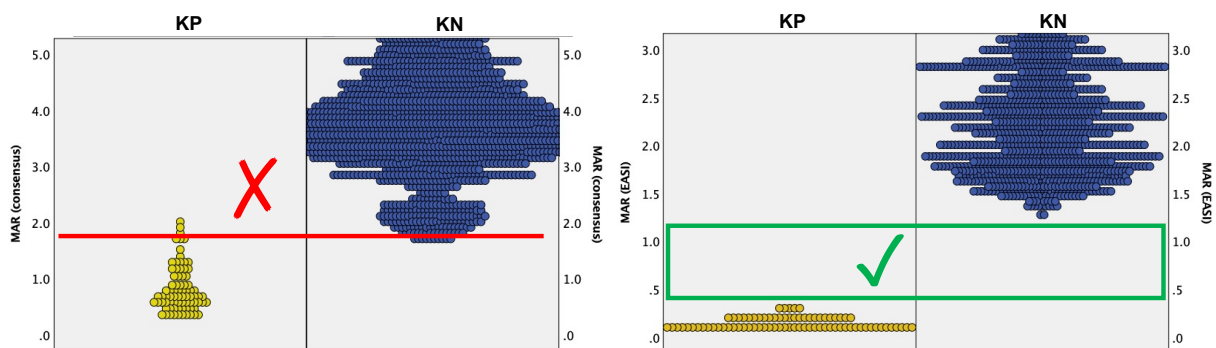 KP KN
5.0 5.0
4.0 4.0
3.0 3.0
2.0 2.0
1.0 1.0
.0 .0
MAR (consensus)
MAR (consensus)
KP KN
3.0 3.0
2.5 2.5
2.0 2.0
1.5 1.5
1.0 1.0
.5 .5
.0 .0
MAR (EASI)
MAR (EASI)